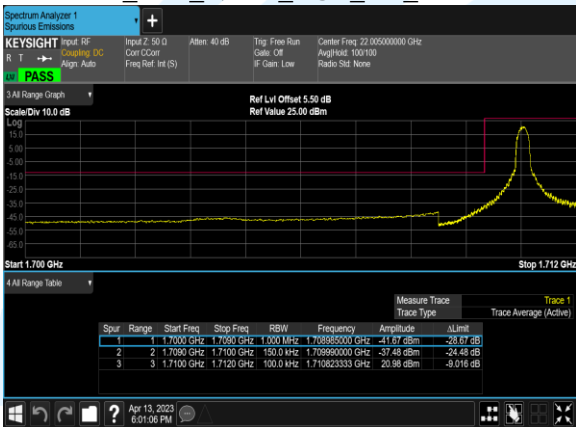 Spectrum Analyzer 1
Spurious Emissions
KEYSIGHT Input: RF Input Z: 50 Ω Atten: 40 dB Trig: Free Run Center Freq: 22.005000000 GHz
R T Coupling: DC Corr CCorr Gate: Off Avg|Hold: 100/100
Align: Auto Freq Ref: Int (S) IF Gain: Low Radio Std: None
PASS
3 All Range Graph
Ref Lvl Offset 5.50 dB
Scale/Div 10.0 dB Ref Value 25.00 dBm
Log
15.0
5.00
-5.00
-15.0
-25.0
-35.0
-45.0
-55.0
-65.0
Start 1.700 GHz Stop 1.712 GHz
4 All Range Table
Measure Trace Trace 1
Trace Type Trace Average (Active)
Spur Range Start Freq Stop Freq RBW Frequency Amplitude ΔLimit
1 1 1.7000 GHz 1.7090 GHz 1.000 MHz 1.708985000 GHz -41.67 dBm -28.67 dB
2 2 1.7090 GHz 1.7100 GHz 150.0 kHz 1.709990000 GHz -37.48 dBm -24.48 dB
3 3 1.7100 GHz 1.7120 GHz 100.0 kHz 1.710823333 GHz 20.98 dBm -9.016 dB
Apr 13, 2023
6:01:06 PM